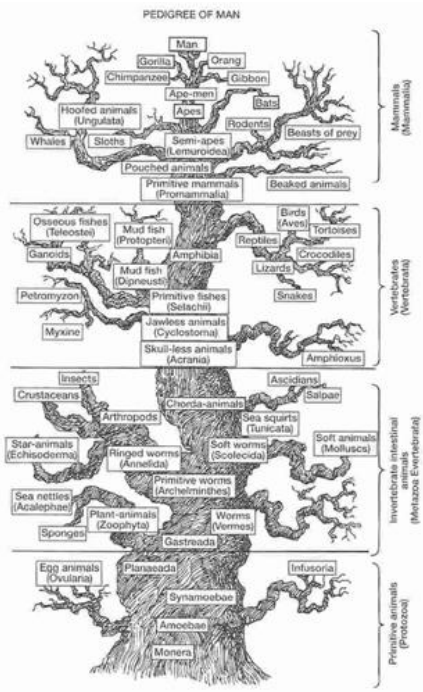 PEDIGREE OF MAN
Man
Gorilla
Orang
Chimpanzee
Gibbon
Ape-men
Apes
Bats
Hoofed animals
(Ungulata)
Rodents
Whales
Sloths
Semi-apes
(Lemuroidea)
Beasts of prey
Pouched animals
Primitive mammals
(Promammalia)
Beaked animals
Mammals
(Mammalia)
Osseous fishes
(Teleostei)
Mud fish
(Protopteri)
Birds
(Aves)
Tortoises
Ganoids
Amphibia
Reptiles
Crocodiles
Mud fish
(Dipneusti)
Lizards
Petromyzon
Primitive fishes
(Selachii)
Snakes
Myxine
Jawless animals
(Cyclostoma)
Skull-less animals
(Acrania)
Amphioxus
Vertebrates
(Vertebrata)
Insects
Ascidians
Crustaceans
Chorda-animals
Salpae
Arthropods
Sea squirts
(Tunicata)
Star-animals
(Echisoderma)
Ringed worms
(Annelida)
Soft worms
(Scolecida)
Soft animals
(Molluscs)
Sea nettles
(Acalephae)
Primitive worms
(Archelminthes)
Plant-animals
(Zoophyta)
Worms
(Vermes)
Sponges
Gastreada
Invertebrate intestinal
animals
(Metazoa Evertebrata)
Egg animals
(Ovularia)
Planaeada
Infusoria
Synamoebae
Amoebae
Monera
Primitive animals
(Protozoa)